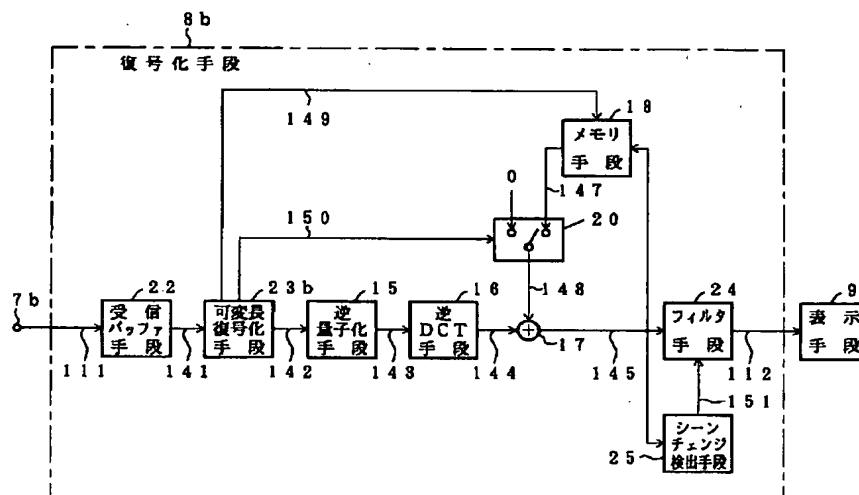 8b
復号化手段
149
18
メモリ
手段
0
147
20
150
148
7b
22
受信
バッファ
手段
23b
可変長
復号化
手段
15
逆
量子化
手段
16
逆
DCT
手段
+
17
24
フィルタ
手段
9
表示
手段
111
141
142
143
144
145
112
151
25
シーン
チェンジ
検出手段